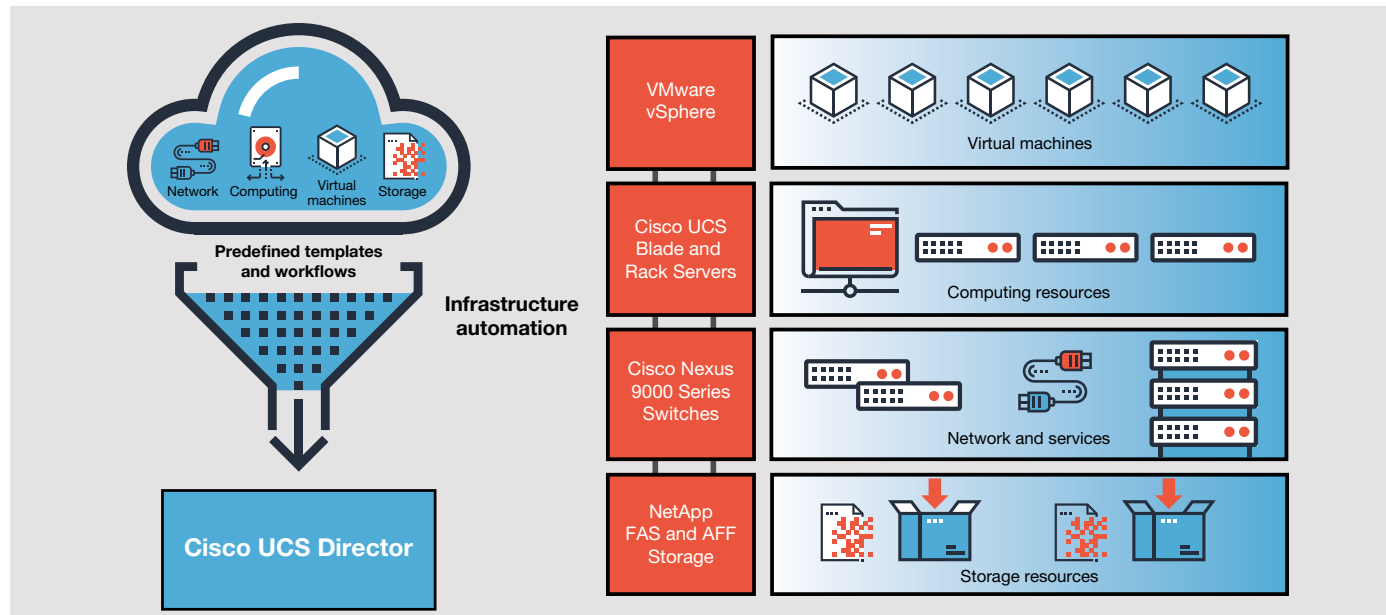 Network
Computing
Virtual
machines
Storage
Predefined templates
and workflows
Infrastructure
automation
Cisco UCS Director
VMware
vSphere
Virtual machines
Cisco UCS
Blade and
Rack Servers
Computing resources
Cisco Nexus
9000 Series
Switches
Network and services
NetApp
FAS and AFF
Storage
Storage resources